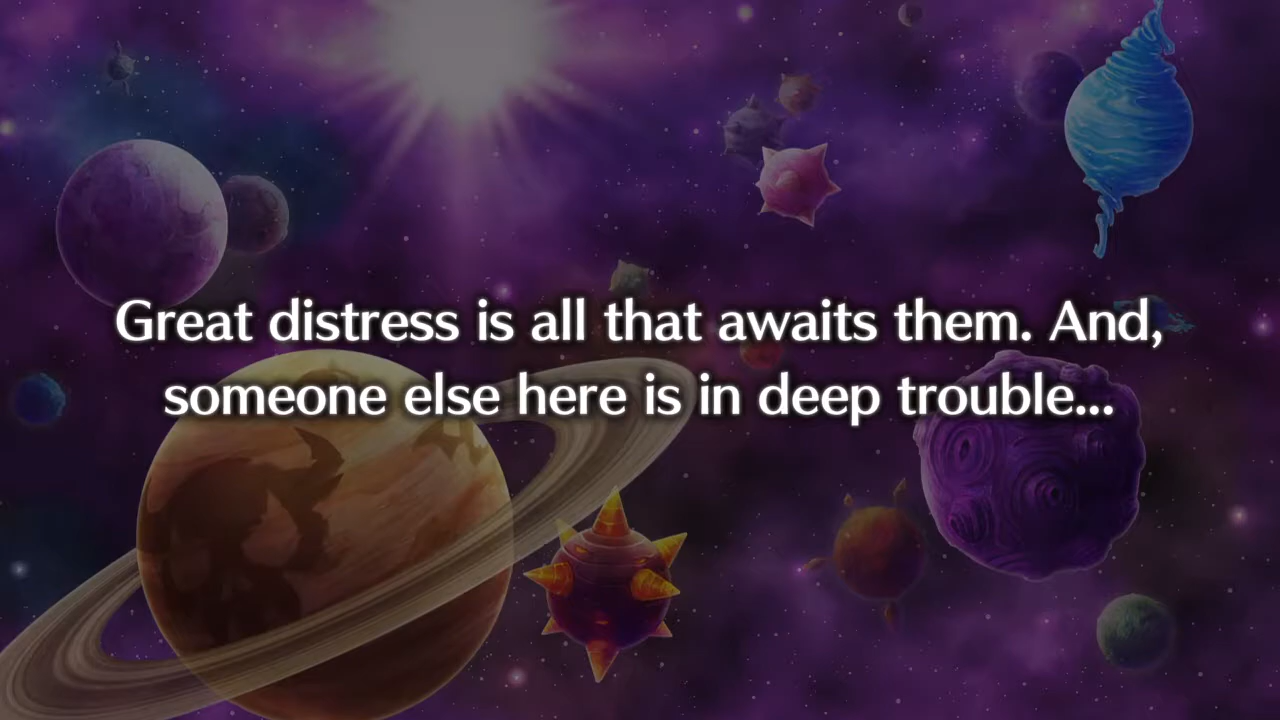 Great distress is all that awaits them. And,
someone else here is in deep trouble...